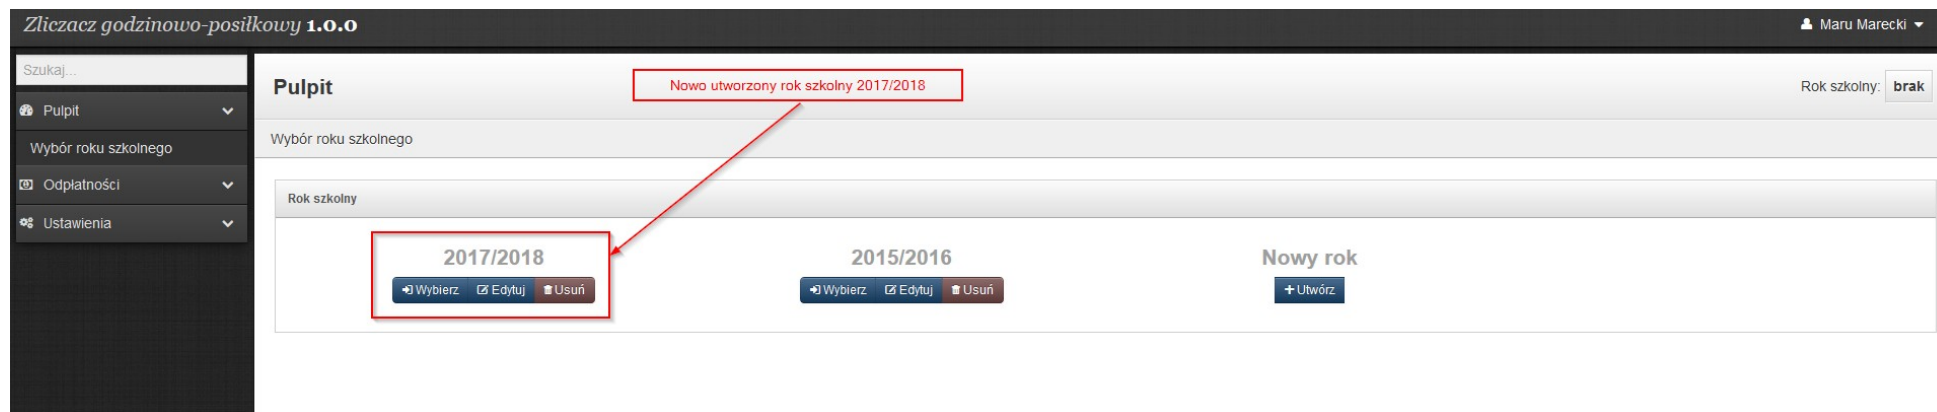 Zliczacz godzinowo-posiłkowy 1.0.0
Maru Marecki
Szukaj...
Pulpit
Wybór roku szkolnego
Odpłatności
Ustawienia
Pulpit
Nowo utworzony rok szkolny 2017/2018
Rok szkolny: brak
Wybór roku szkolnego
Rok szkolny
2017/2018
Wybierz Edytuj Usuń
2015/2016
Wybierz Edytuj Usuń
Nowy rok
Utwórz